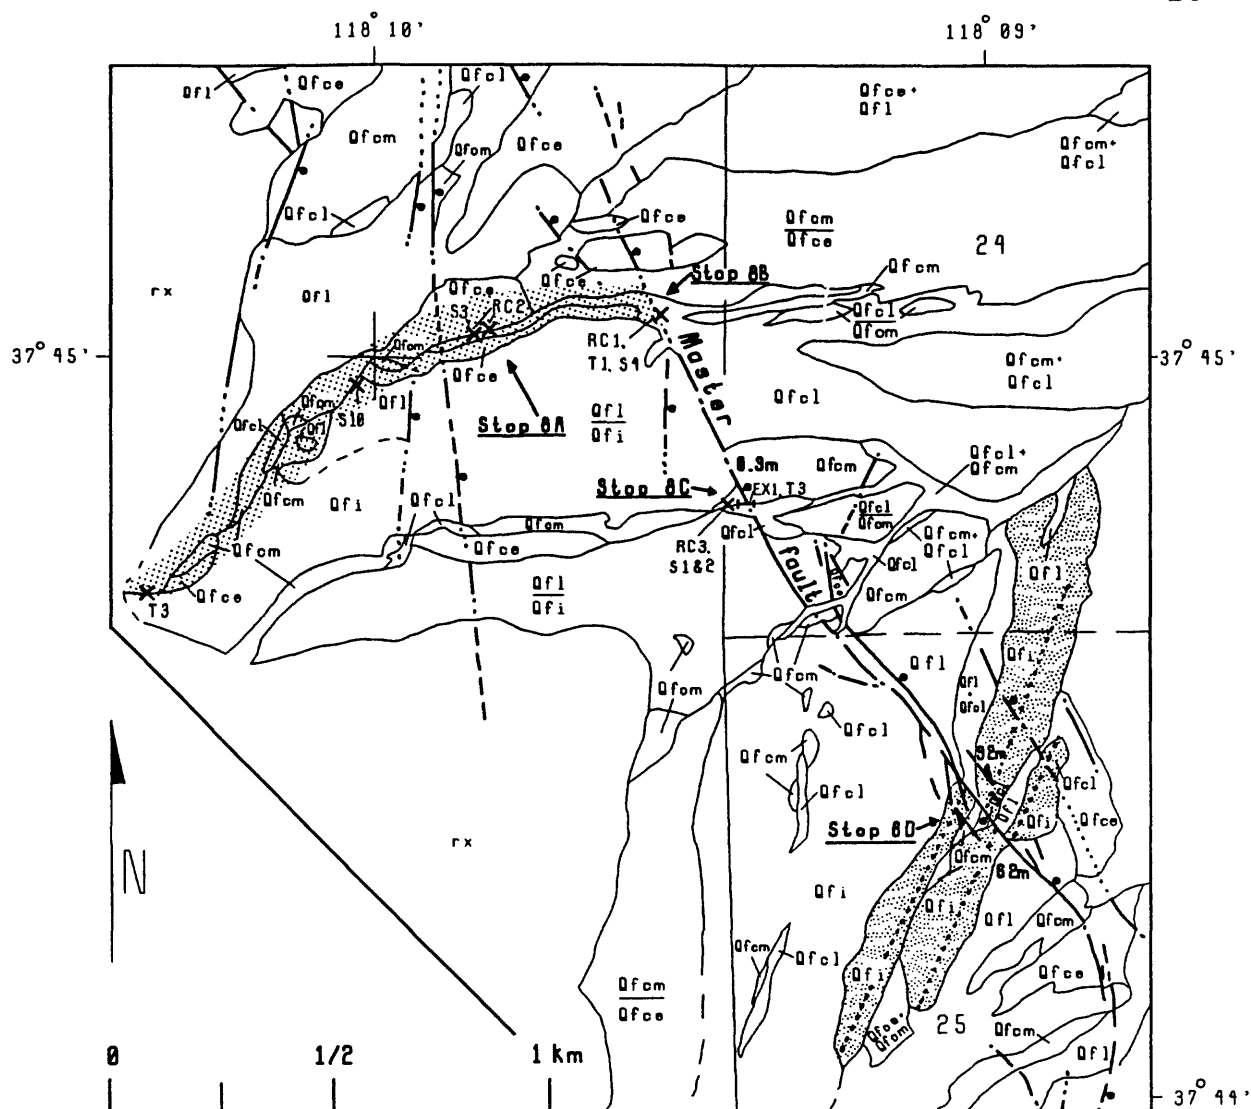 118° 10'
118° 09'
Qfl
Qfce
Qfcl
Qfce+
Qfl
Qfcm
Qfcm
Qfce
Qfcm+
Qfcl
Qfcl
Qfce
Qfcm
Qfce
24
rx
Qfl
Qfce
Qfce
Stop 8B
Qfcm
S3
RC2
Qfcl
Qfcm
RC1,
T1, S4
Master
37° 45'
37° 45'
Qfcm
Qfce
Qfcm+
Qfcl
Qfcm
S10
Qfl
Qfcl
Qfl
Stop 8A
Qfl
Qfi
Qfcl
Qfcm
Qfi
Qfcl
Stop 8C
Qfcm
Qfcl+
Qfcm
EX1, T3
Qfcl
Qfcm
Qfcm
Qfce
Qfcl
RC3,
S1&2
fault
Qfcl
Qfcm+
Qfcl
Qfcm
Qfcm
Qfce
T3
Qfl
Qfi
Qfl
Qfi
Qfl
Qfl
Qfcl
Qfcm
Qfcm
Qfcl
Qfcm
Qfcl
92m
Qfcl
Qfl
Qfi
Qfce
Stop 8D
Qfcm
62m
rx
N
Qfi
Qfi
Qfl
Qfcm
Qfcm
Qfcl
Qfi
Qfce
Qfcm
Qfce
25
Qfcm
Qfl
0
1/2
1 km
37° 44'